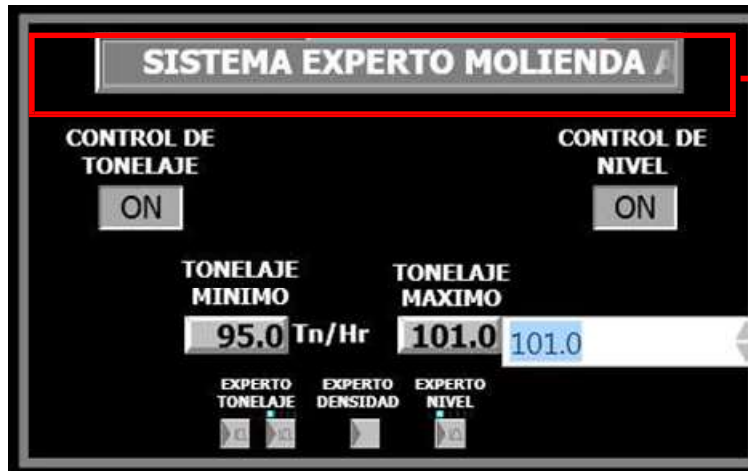 SISTEMA EXPERTO MOLIENDA A
CONTROL DE
TONELAJE
ON
CONTROL DE
NIVEL
ON
TONELAJE
MINIMO
95.0 Tn/Hr
TONELAJE
MAXIMO
101.0
101.0
EXPERTO
TONELAJE
EXPERTO
DENSIDAD
EXPERTO
NIVEL